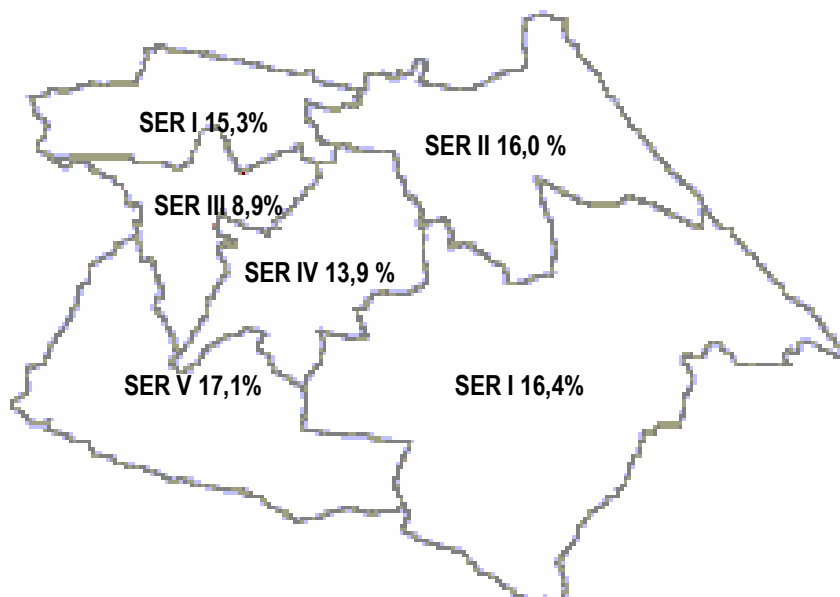 SER I 15,3%
SER II 16,0 %
SER III 8,9%
SER IV 13,9 %
SER V 17,1%
SER I 16,4%